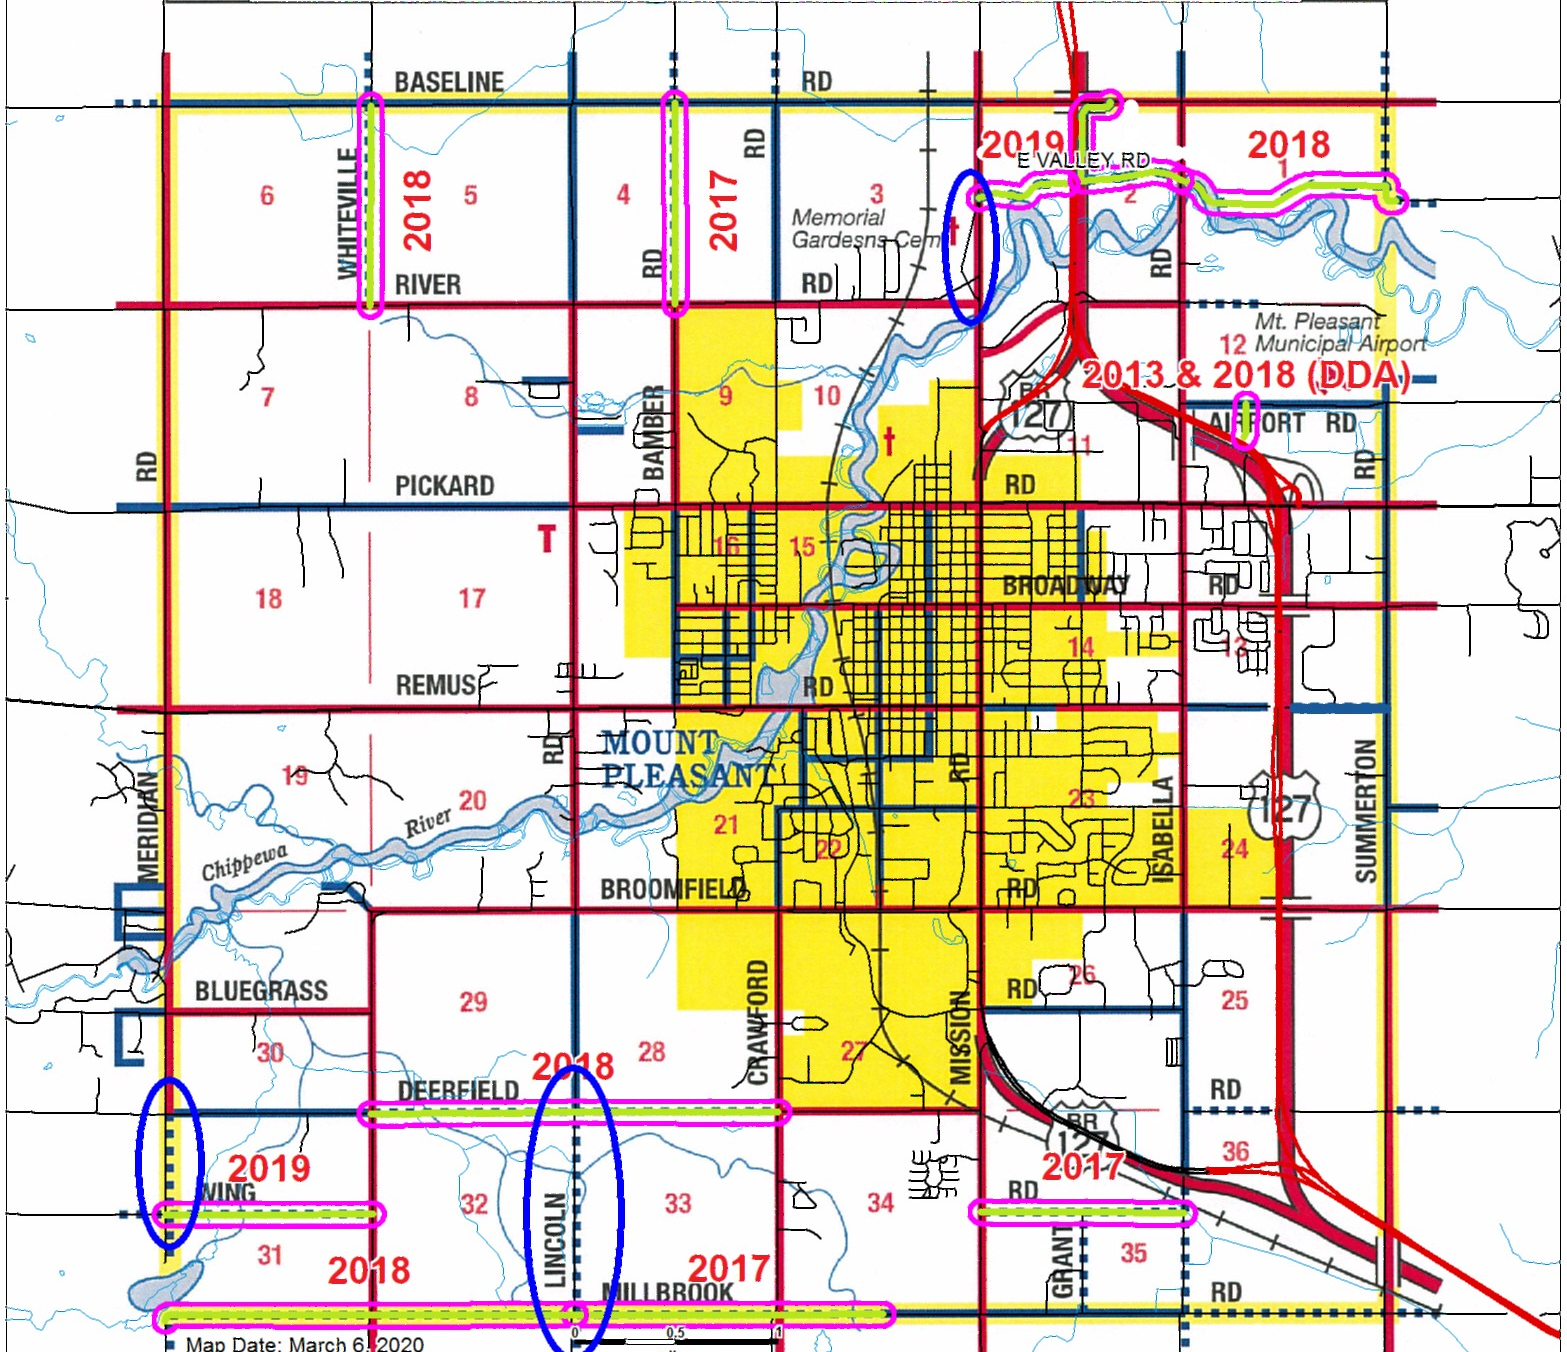 BASELINE RD
2019
E VALLEY RD
2018
WHITEVILLE
RD
6
2018
5
4
2017
3
1
2
Memorial
Gardesns Cem
RIVER RD
RD
RD
Mt. Pleasant
Municipal Airport
12
2013 & 2018 (DDA)
7
8
BAMBER
9
10
BR
127
11
AIRPORT RD
RD
PICKARD RD
RD
T
16
15
18
17
BROADWAY RD
14
13
REMUS RD
MOUNT
PLEASANT
RD
RD
19
20
River
Chippewa
MERIDIAN
21
22
23
24
127
ISABELLA
SUMMERTON
BROOMFIELD RD
BLUEGRASS RD
29
26
25
CRAWFORD
MISSION
30
28
27
2018
DEERFIELD RD
BR
127
36
2019
2017
WING RD
32
33
34
31
LINCOLN
GRANT
35
2018
2017
MILLBROOK RD
0 0.5 1
Map Date: March 6, 2020